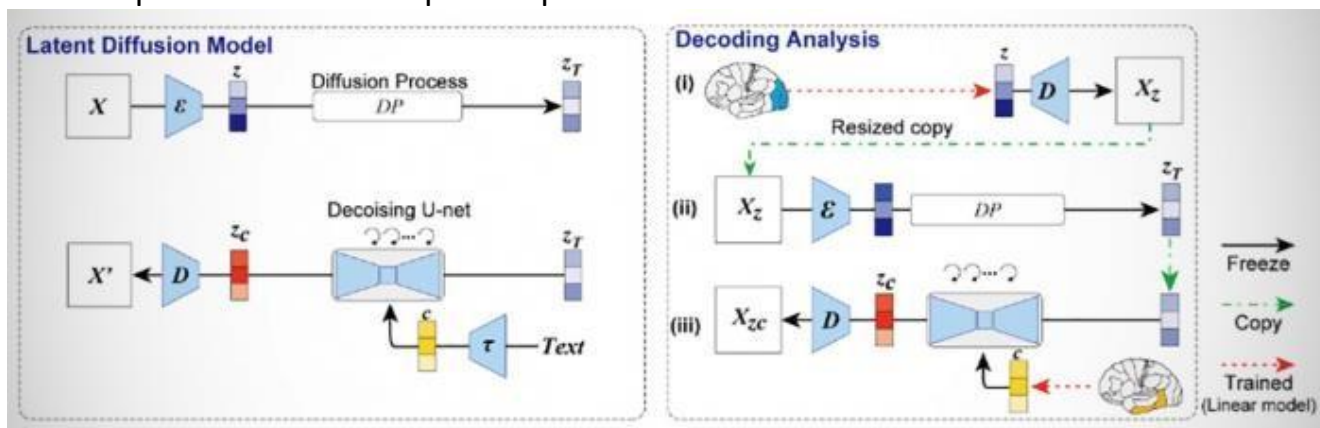 Latent Diffusion Model
X
ε
z
Diffusion Process
DP
z_T
Decoising U-net
X'
D
z_c
z_T
c
τ
Text
Decoding Analysis
(i)
z
D
X_z
Resized copy
(ii)
X_z
ε
DP
z_T
(iii)
X_zc
D
z_c
c
Freeze
Copy
Trained
(Linear model)